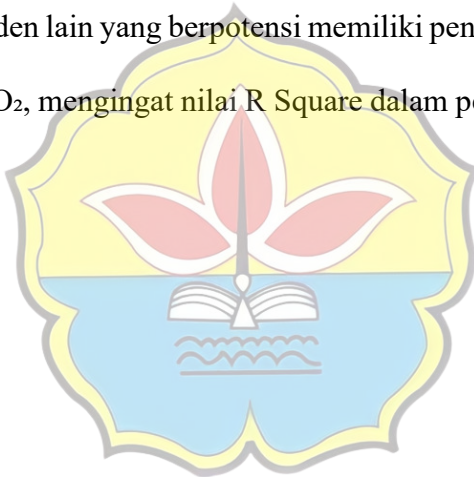 den lain yang berpotensi memiliki pen
O₂, mengingat nilai R Square dalam pe